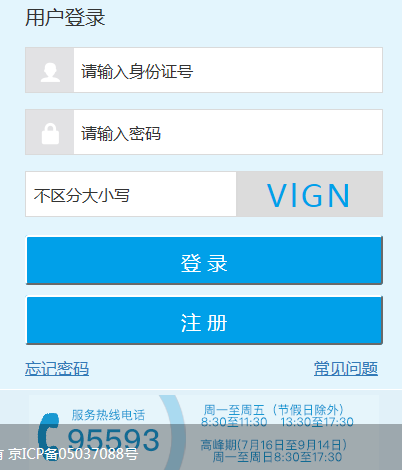 用户登录
请输入身份证号
请输入密码
不区分大小写 VIGN
登 录
注 册
忘记密码 常见问题
服务热线电话
95593
周一至周五（节假日除外）
8:30至11:30 13:30至17:30
高峰期(7月16日至9月14日)
周一至周日8:30至17:30
京ICP备05037088号